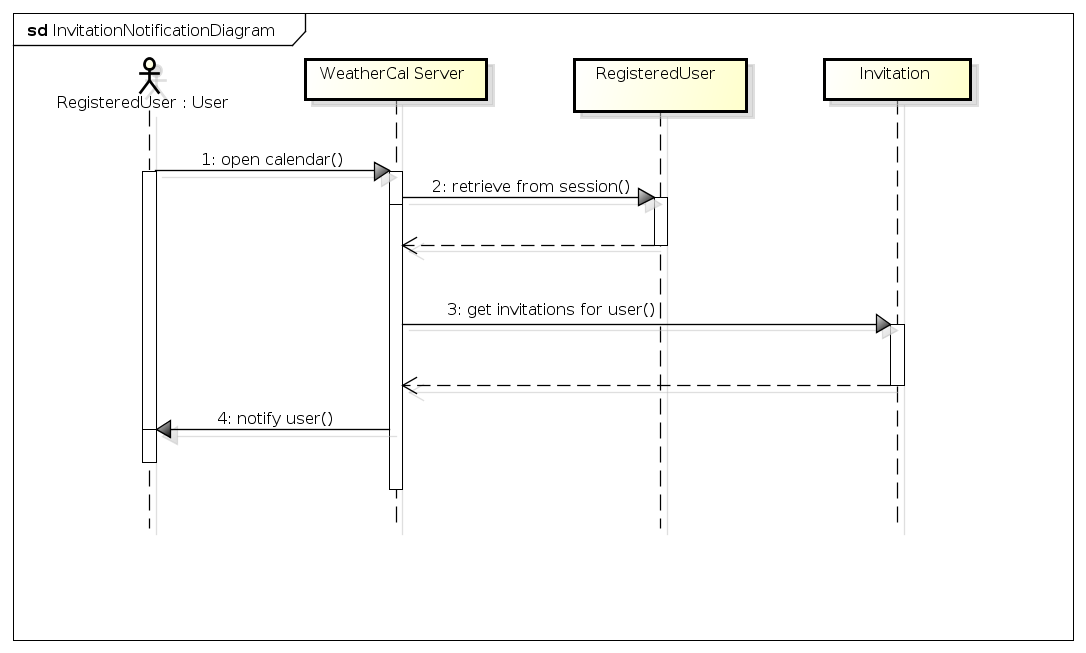 sd InvitationNotificationDiagram
WeatherCal Server
RegisteredUser
Invitation
RegisteredUser : User
1: open calendar()
2: retrieve from session()
3: get invitations for user()
4: notify user()